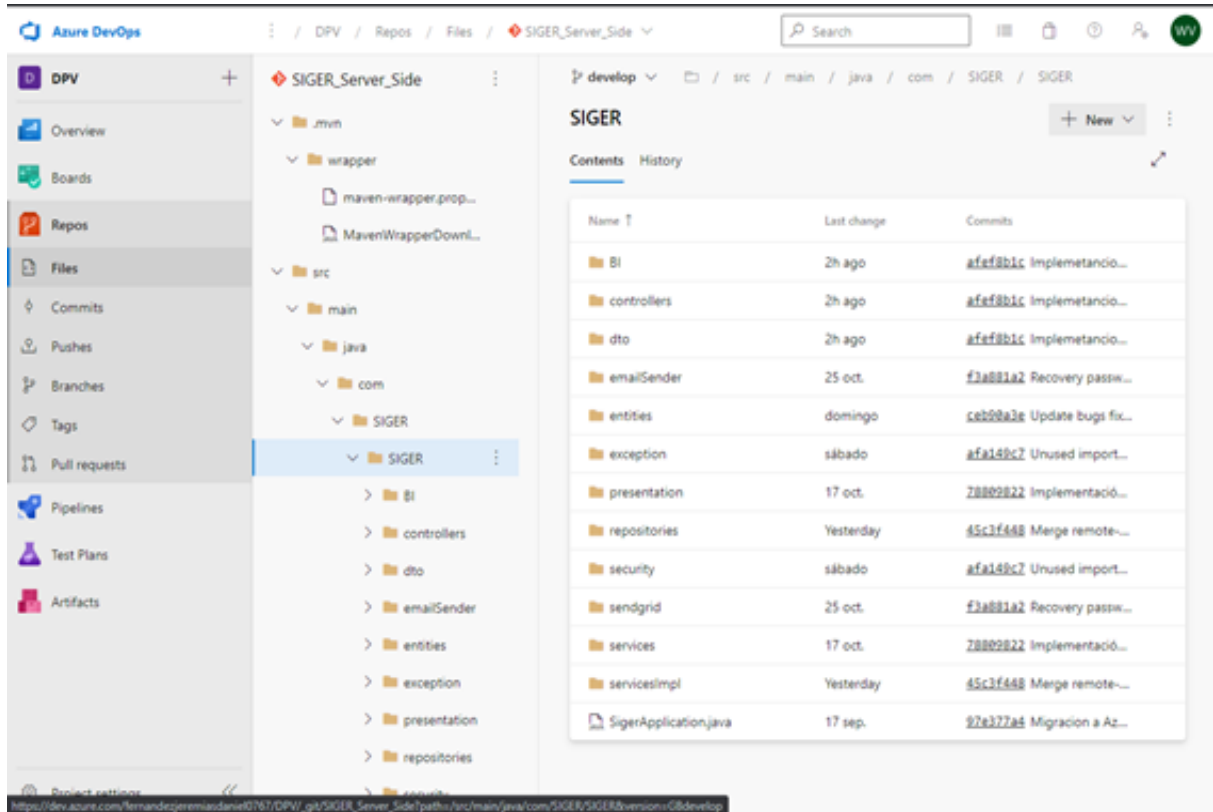 Azure DevOps
/ DPV / Repos / Files / SIGER_Server_Side
Search
WV
D DPV
Overview
Boards
Repos
Files
Commits
Pushes
Branches
Tags
Pull requests
Pipelines
Test Plans
Artifacts
Project settings
SIGER_Server_Side
.mvn
wrapper
maven-wrapper.prop...
MavenWrapperDownl...
src
main
java
com
SIGER
SIGER
BI
controllers
dto
emailSender
entities
exception
presentation
repositories
security
develop / src / main / java / com / SIGER / SIGER
SIGER
New
Contents History
Name ↑ Last change Commits
BI 2h ago afef8b1c Implemetancio...
controllers 2h ago afef8b1c Implemetancio...
dto 2h ago afef8b1c Implemetancio...
emailSender 25 oct. f3a881a2 Recovery passw...
entities domingo ceb90a3e Update bugs fix...
exception sábado afa149c7 Unused import...
presentation 17 oct. 78809822 Implementació...
repositories Yesterday 45c3f448 Merge remote-...
security sábado afa149c7 Unused import...
sendgrid 25 oct. f3a881a2 Recovery passw...
services 17 oct. 78809822 Implementació...
servicesImpl Yesterday 45c3f448 Merge remote-...
SigerApplication.java 17 sep. 97e377a4 Migracion a Az...
https://dev.azure.com/fernandezjeremiasdaniel0767/DPV/_git/SIGER_Server_Side?path=/src/main/java/com/SIGER/SIGER&version=GBdevelop